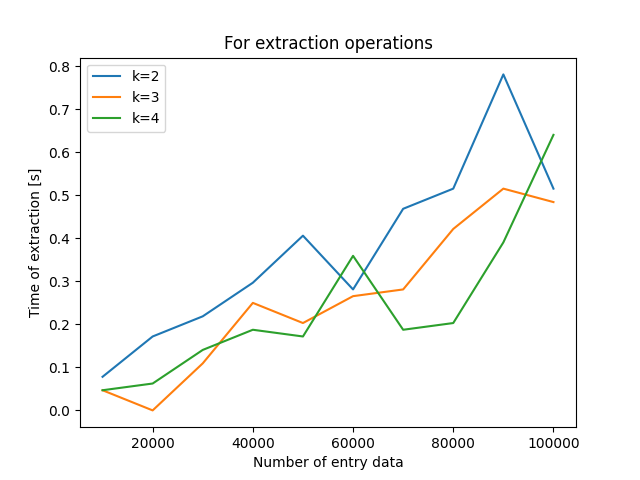 For extraction operations
k=2
k=3
k=4
Time of extraction [s]
0.8
0.7
0.6
0.5
0.4
0.3
0.2
0.1
0.0
20000 40000 60000 80000 100000
Number of entry data